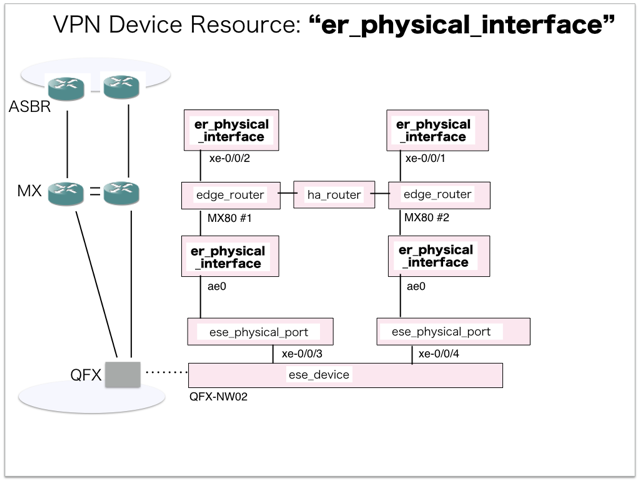 VPN Device Resource: “er_physical_interface”
ASBR
er_physical
_interface
er_physical
_interface
xe-0/0/2
xe-0/0/1
MX
=
edge_router
ha_router
edge_router
MX80 #1
MX80 #2
er_physical
_interface
er_physical
_interface
ae0
ae0
ese_physical_port
ese_physical_port
xe-0/0/3
xe-0/0/4
QFX
ese_device
QFX-NW02